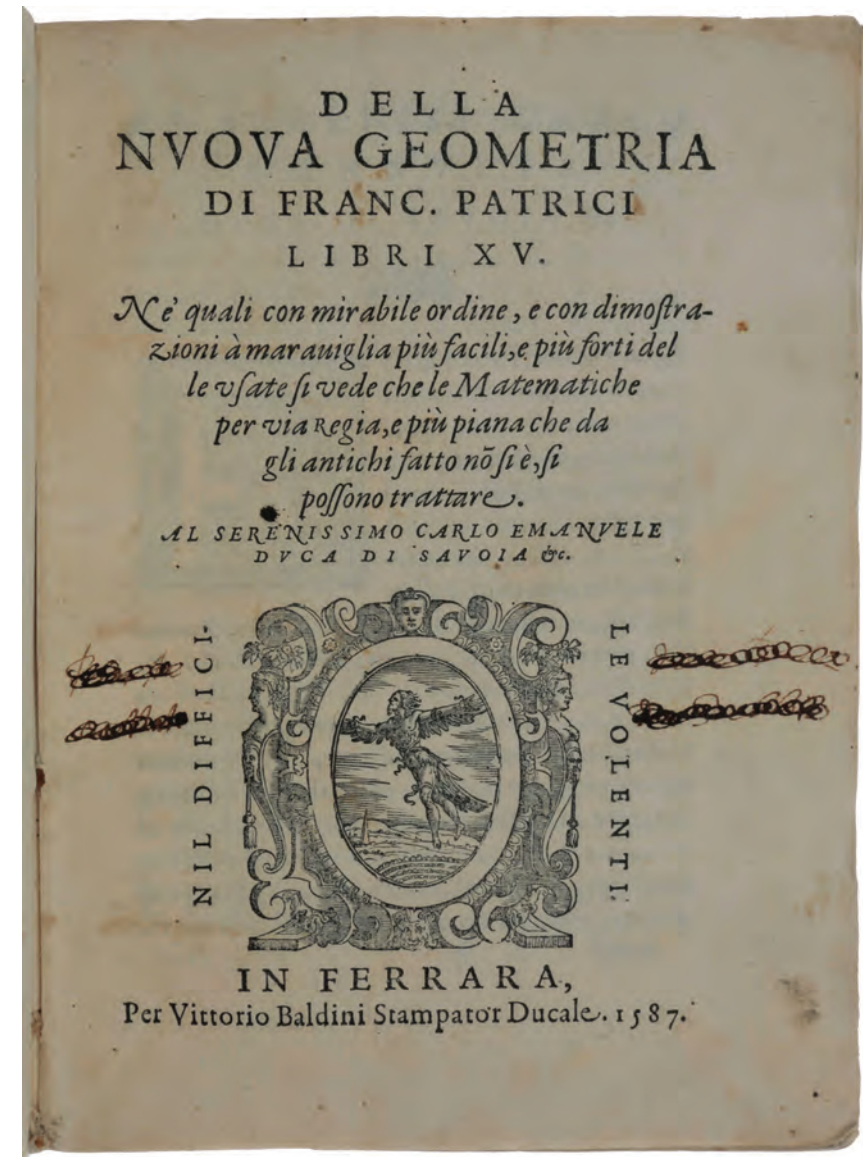 DELLA
NVOVA GEOMETRIA
DI FRANC. PATRICI
LIBRI XV.
Ne' quali con mirabile ordine, e con dimoſtra-
zioni à marauiglia più facili, e più forti del
le vſate ſi vede che le Matematiche
per via Regia, e più piana che da
gli antichi fatto nō ſi è, ſi
poſſono trattare.
AL SERENISSIMO CARLO EMANVELE
DVCA DI SAVOIA &c.
NIL DIFFICI-
LE VOLENTI.
IN FERRARA,
Per Vittorio Baldini Stampator Ducale. 1587.